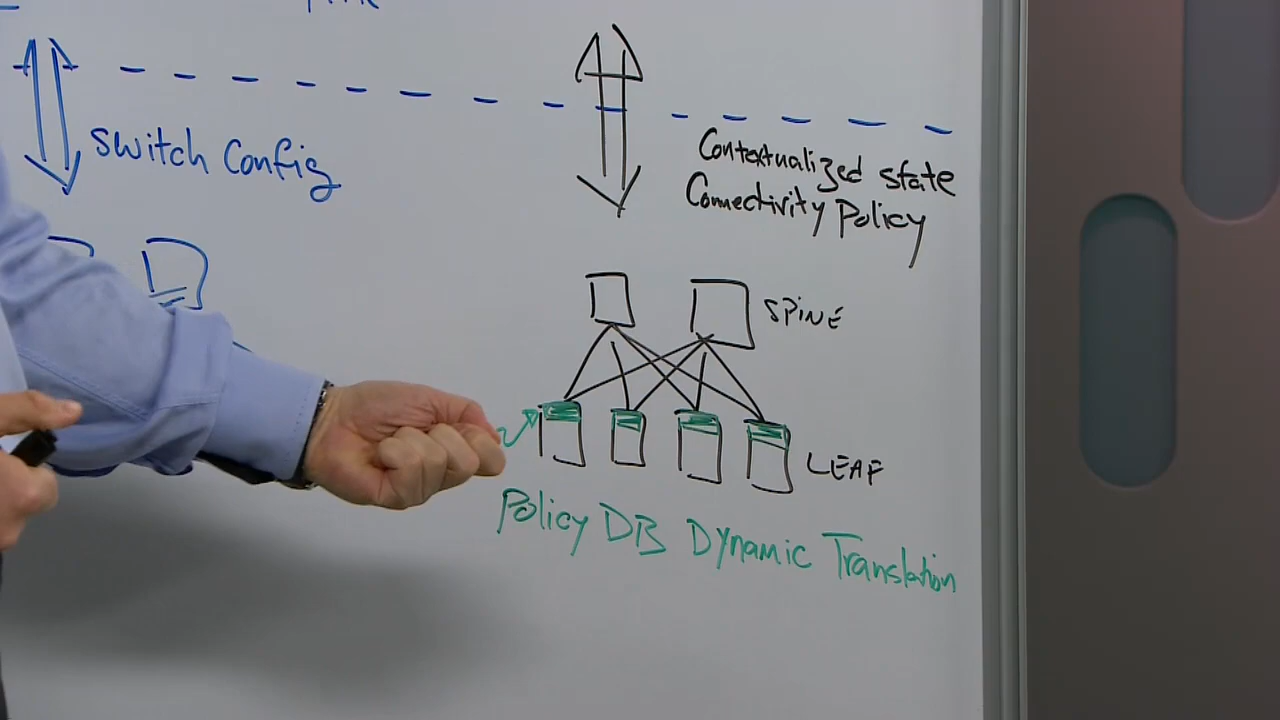 Switch Config
Contextualized state
Connectivity Policy
SPINE
LEAF
Policy DB Dynamic Translation